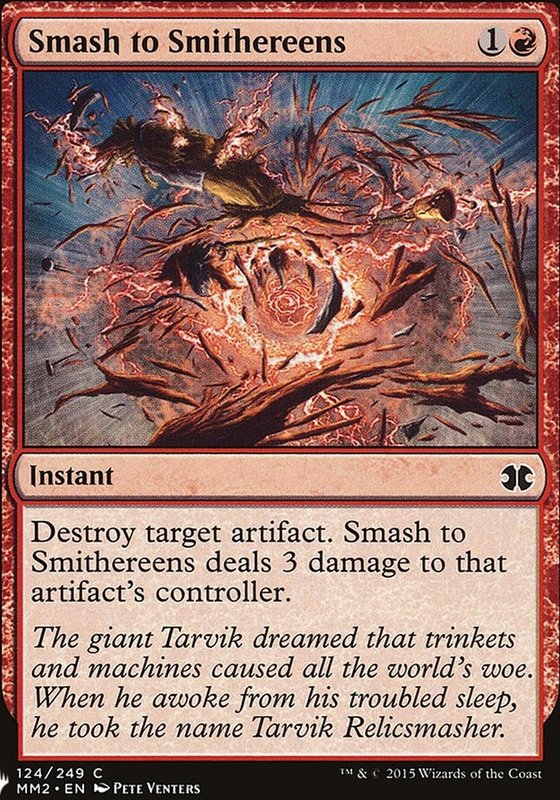 Smash to Smithereens 1
Instant
Destroy target artifact. Smash to
Smithereens deals 3 damage to that
artifact's controller.
The giant Tarvik dreamed that trinkets
and machines caused all the world's woe.
When he awoke from his troubled sleep,
he took the name Tarvik Relicsmasher.
124/249 C
MM2 • EN Pete Venters
™ & © 2015 Wizards of the Coast